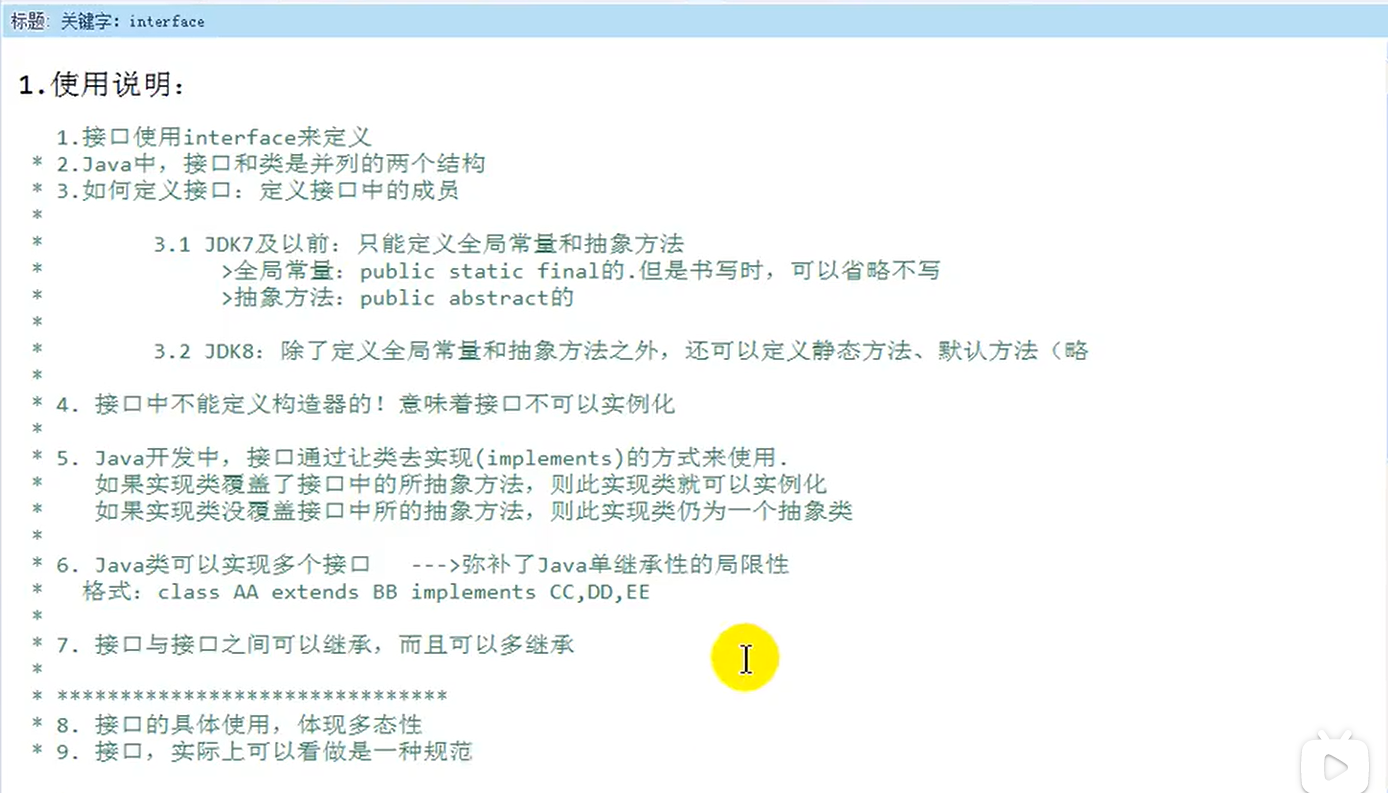 标题: 关键字：interface
1.使用说明：
1.接口使用interface来定义
* 2.Java中，接口和类是并列的两个结构
* 3.如何定义接口：定义接口中的成员
*
* 3.1 JDK7及以前：只能定义全局常量和抽象方法
* >全局常量：public static final的.但是书写时，可以省略不写
* >抽象方法：public abstract的
*
* 3.2 JDK8：除了定义全局常量和抽象方法之外，还可以定义静态方法、默认方法（略
*
* 4. 接口中不能定义构造器的！意味着接口不可以实例化
*
* 5. Java开发中，接口通过让类去实现(implements)的方式来使用.
* 如果实现类覆盖了接口中的所抽象方法，则此实现类就可以实例化
* 如果实现类没覆盖接口中所的抽象方法，则此实现类仍为一个抽象类
*
* 6. Java类可以实现多个接口 --->弥补了Java单继承性的局限性
* 格式：class AA extends BB implements CC,DD,EE
*
* 7. 接口与接口之间可以继承，而且可以多继承
*
* *******************************
* 8. 接口的具体使用，体现多态性
* 9. 接口，实际上可以看做是一种规范